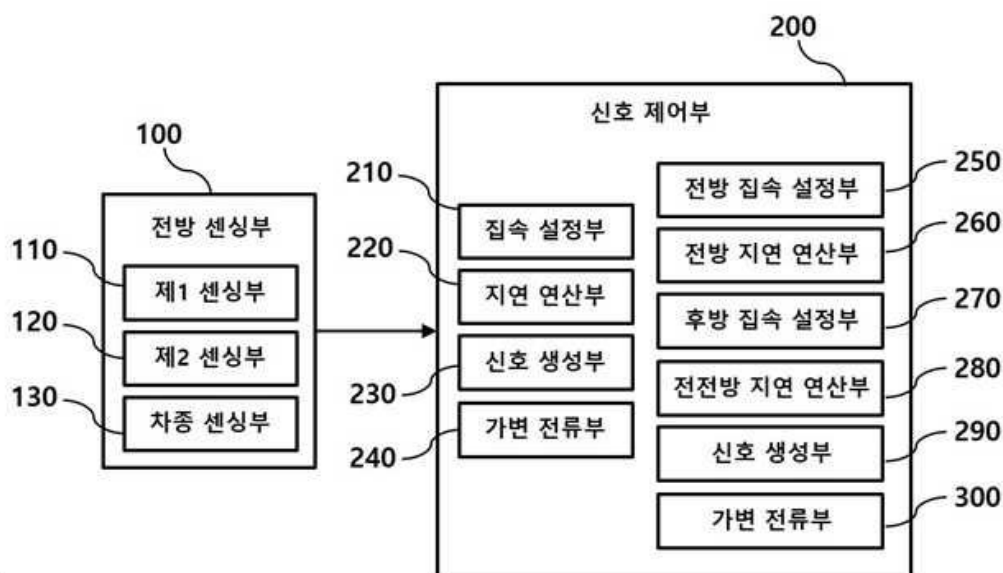 200
신호 제어부
100
전방 센싱부
110
제1 센싱부
120
제2 센싱부
130
차종 센싱부
210
집속 설정부
220
지연 연산부
230
신호 생성부
240
가변 전류부
250
전방 집속 설정부
260
전방 지연 연산부
270
후방 집속 설정부
280
전전방 지연 연산부
290
신호 생성부
300
가변 전류부